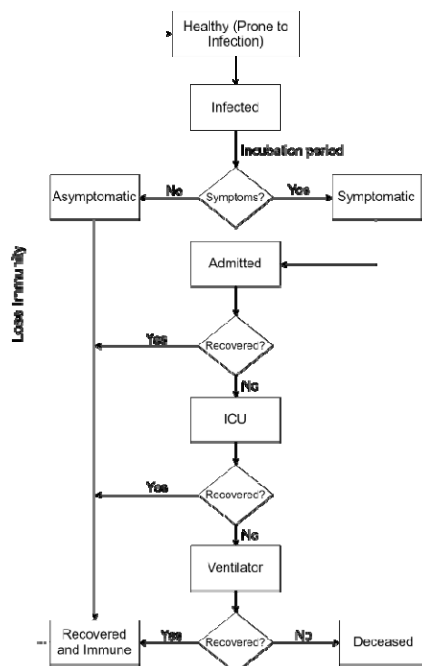 Healthy (Prone to
Infection)
Infected
Incubation period
Asymptomatic
No
Symptoms?
Yes
Symptomatic
Lose Immunity
Admitted
Yes
Recovered?
No
ICU
Yes
Recovered?
No
Ventilator
Recovered
and Immune
Yes
Recovered?
No
Deceased